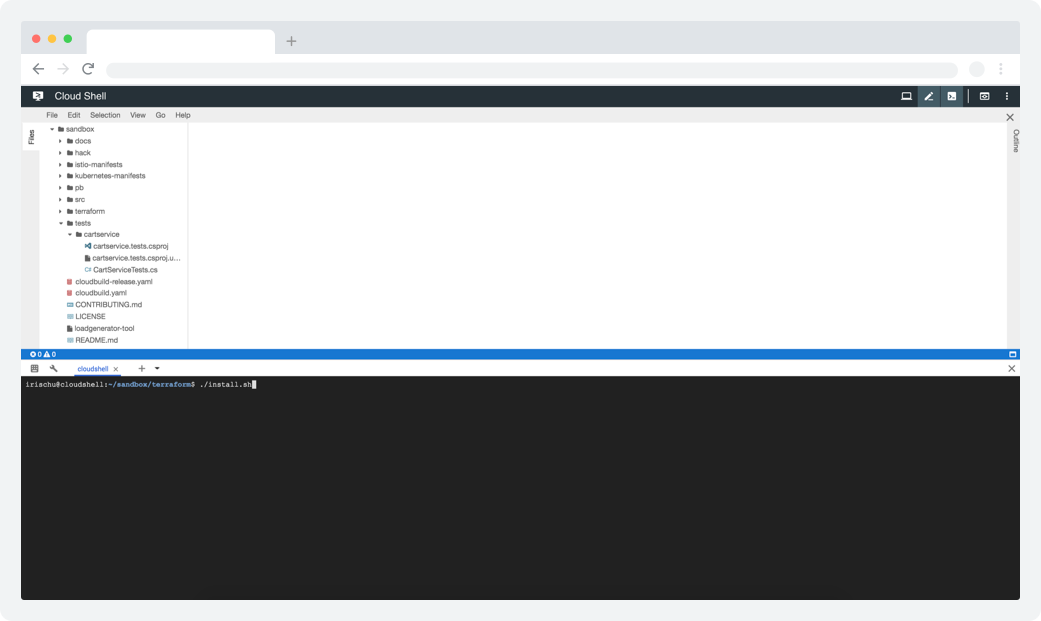 Cloud Shell
File Edit Selection View Go Help
Files
Outline
sandbox
docs
hack
istio-manifests
kubernetes-manifests
pb
src
terraform
tests
cartservice
cartservice.tests.csproj
cartservice.tests.csproj.u...
C# CartServiceTests.cs
cloudbuild-release.yaml
cloudbuild.yaml
CONTRIBUTING.md
LICENSE
loadgenerator-tool
README.md
0 0
cloudshell
irischu@cloudshell:~/sandbox/terraform$ ./install.sh